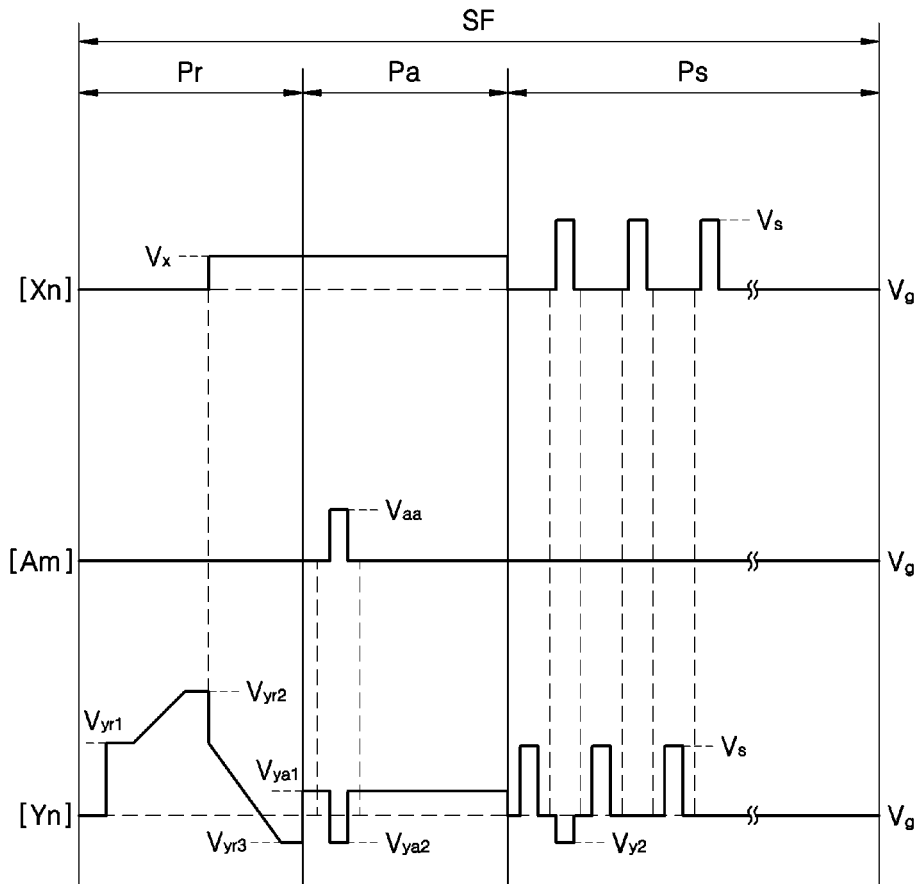 SF
Pr Pa Ps
Vs
Vx
[Xn] Vg
Vaa
[Am] Vg
Vyr2
Vyr1
Vs
Vya1
[Yn] Vg
Vyr3 Vya2 Vy2